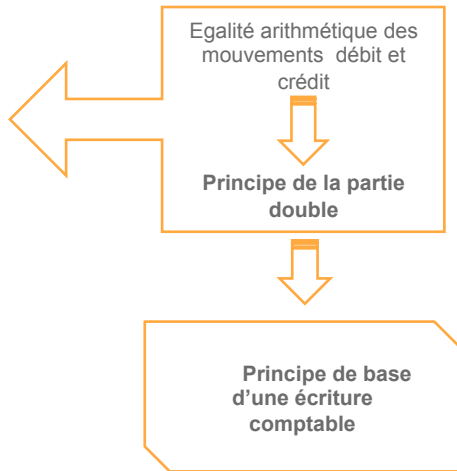 Egalité arithmétique des
mouvements débit et
crédit
Principe de la partie
double
Principe de base
d’une écriture
comptable